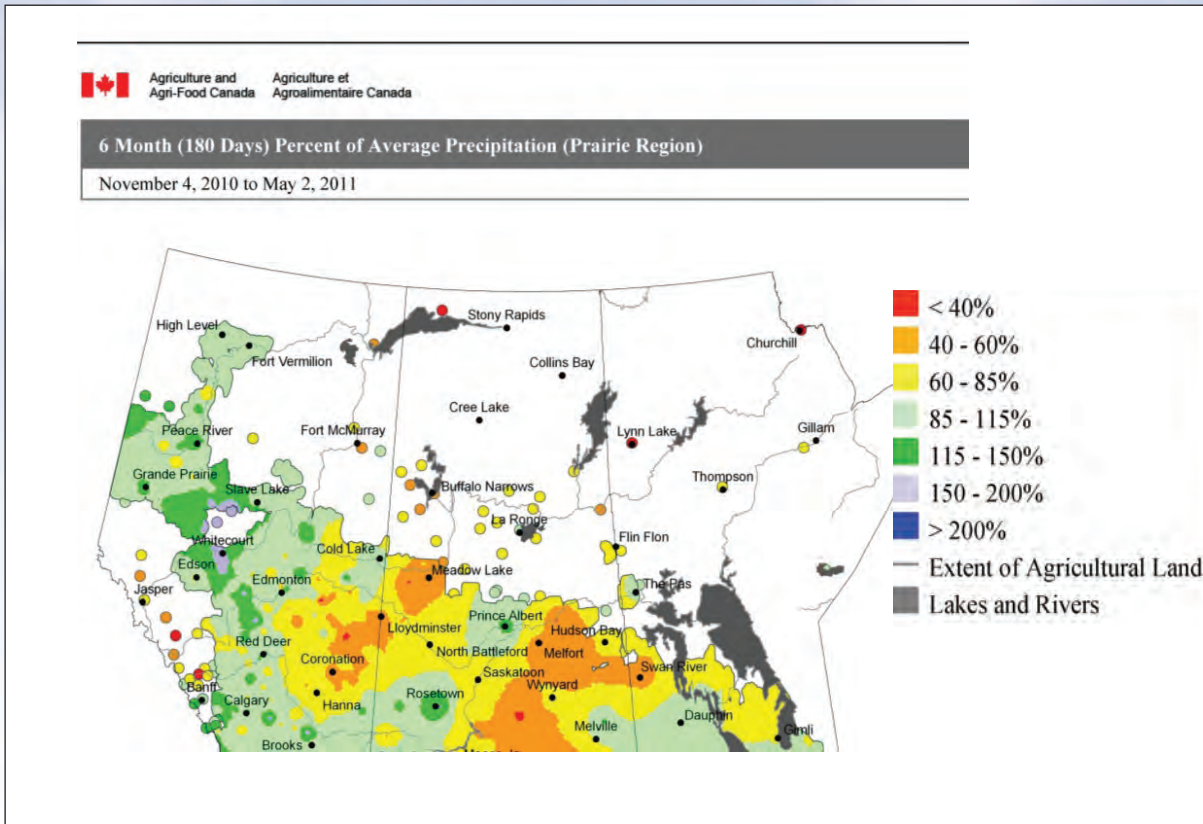 Agriculture and Agriculture et
Agri-Food Canada Agroalimentaire Canada
6 Month (180 Days) Percent of Average Precipitation (Prairie Region)
November 4, 2010 to May 2, 2011
High Level
Fort Vermilion
Stony Rapids
Collins Bay
Churchill
Peace River
Fort McMurray
Cree Lake
Lynn Lake
Gillam
Grande Prairie
Slave Lake
Buffalo Narrows
Thompson
La Ronge
Whitecourt
Cold Lake
Flin Flon
Edson
Edmonton
Meadow Lake
Jasper
The Pas
Lloydminster
Prince Albert
Red Deer
North Battleford
Hudson Bay
Melfort
Coronation
Saskatoon
Swan River
Banff
Hanna
Rosetown
Wynyard
Calgary
Melville
Dauphin
Gimli
Brooks
< 40%
40 - 60%
60 - 85%
85 - 115%
115 - 150%
150 - 200%
> 200%
Extent of Agricultural Land
Lakes and Rivers